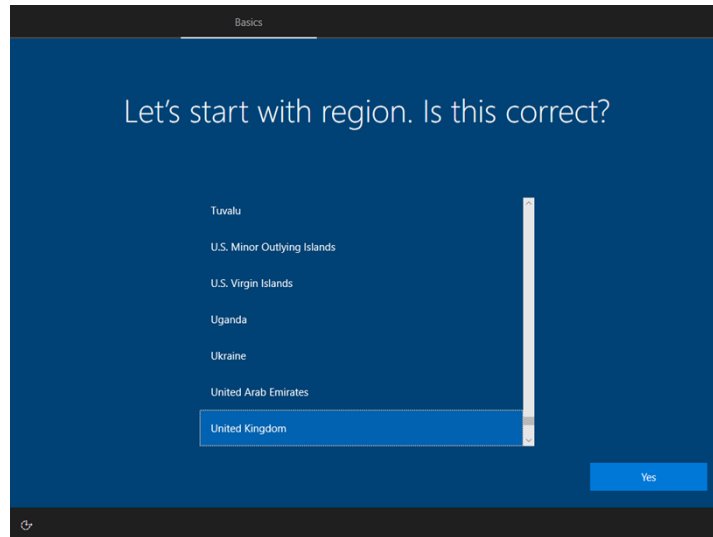 Basics
Let's start with region. Is this correct?
Tuvalu
U.S. Minor Outlying Islands
U.S. Virgin Islands
Uganda
Ukraine
United Arab Emirates
United Kingdom
Yes